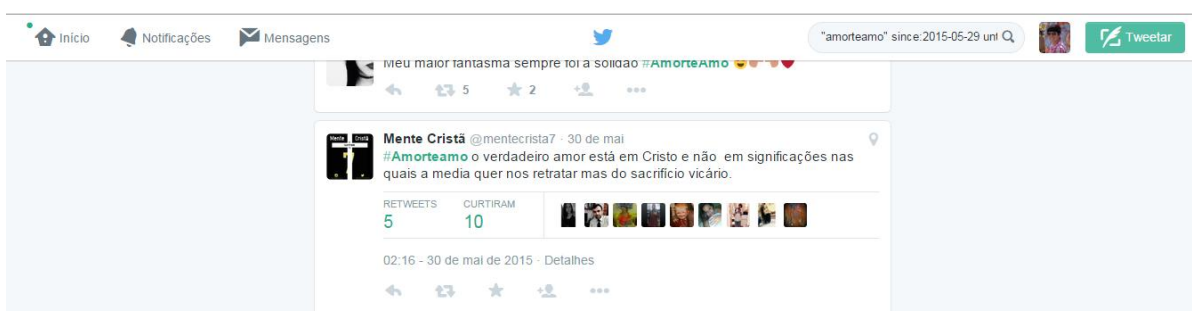 Início Notificações Mensagens "amorteamo" since:2015-05-29 unt Tweetar
Meu maior fantasma sempre foi a solidão #AmorteAmo
5 2
Mente Cristã @mentecrista7 · 30 de mai
#Amorteamo o verdadeiro amor está em Cristo e não em significações nas
quais a media quer nos retratar mas do sacrifício vicário.
RETWEETS CURTIRAM
5 10
02:16 - 30 de mai de 2015 · Detalhes